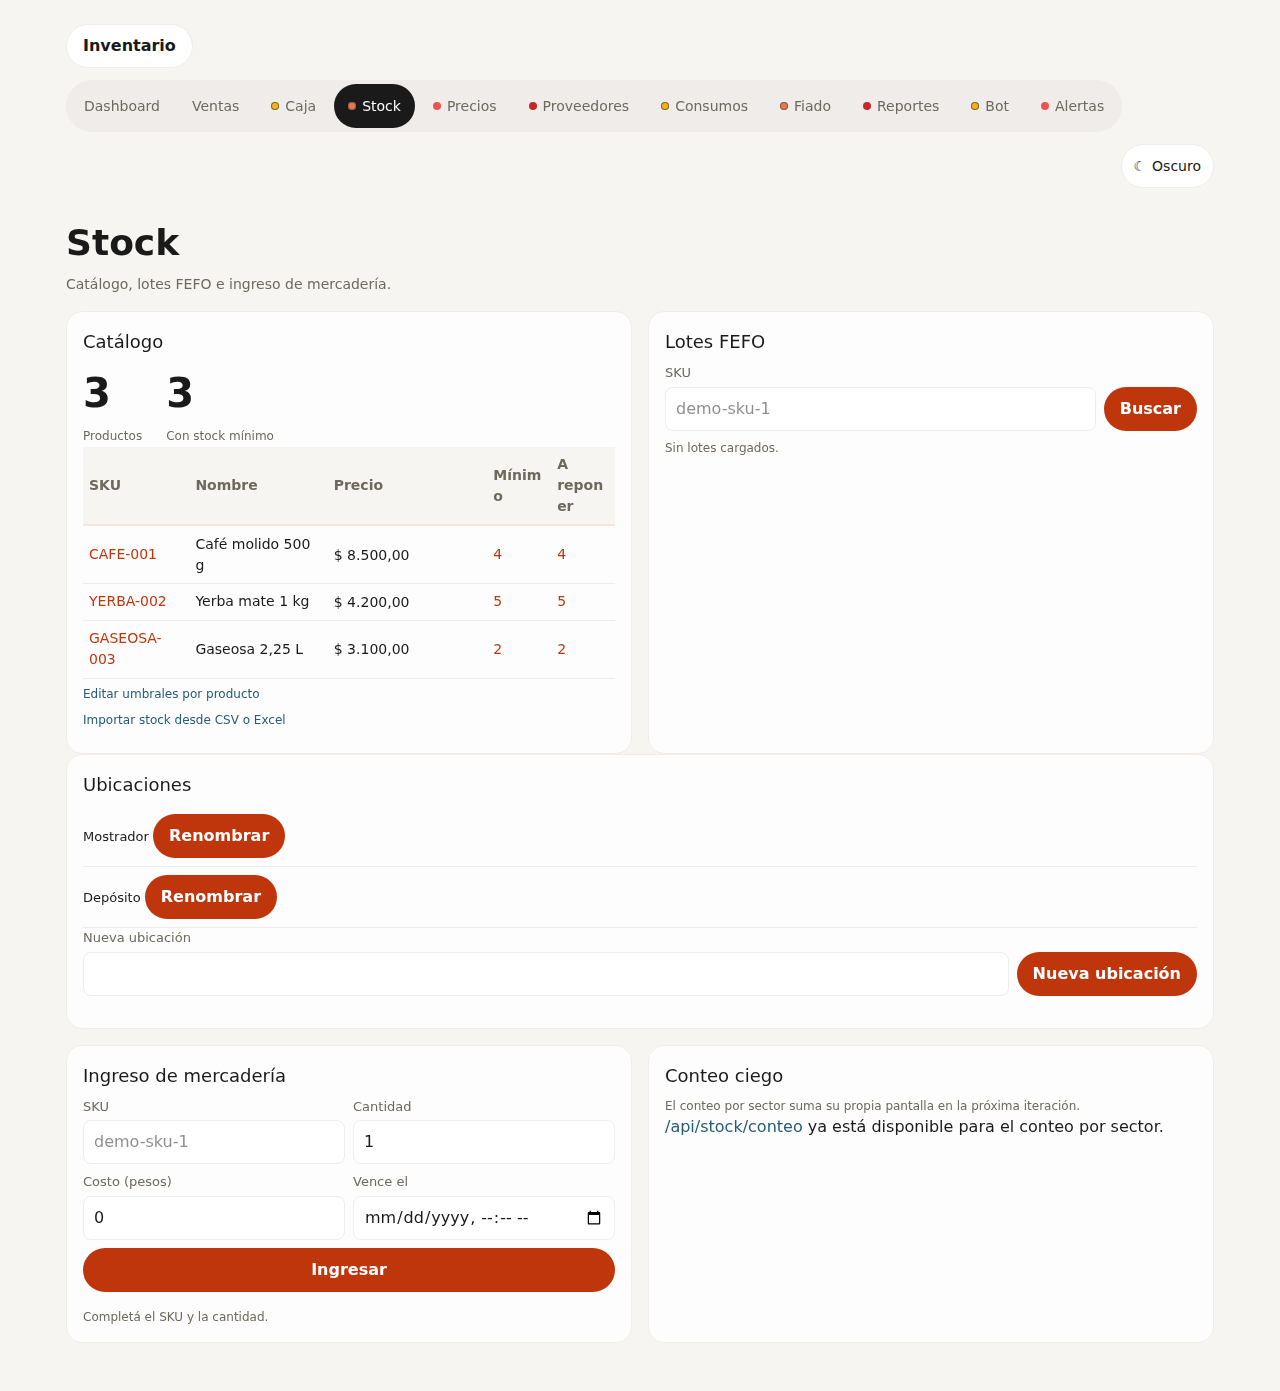 Inventario
Dashboard Ventas Caja Stock Precios Proveedores Consumos Fiado Reportes Bot Alertas
☾ Oscuro
Stock
Catálogo, lotes FEFO e ingreso de mercadería.
Catálogo
3 3
Productos Con stock mínimo
SKU Nombre Precio Mínim
o A
repon
er
CAFE-001 Café molido 500
g $ 8.500,00 4 4
YERBA-002 Yerba mate 1 kg $ 4.200,00 5 5
GASEOSA-
003 Gaseosa 2,25 L $ 3.100,00 2 2
Editar umbrales por producto
Importar stock desde CSV o Excel
Lotes FEFO
SKU
demo-sku-1 Buscar
Sin lotes cargados.
Ubicaciones
Mostrador Renombrar
Depósito Renombrar
Nueva ubicación
Nueva ubicación
Ingreso de mercadería
SKU Cantidad
demo-sku-1 1
Costo (pesos) Vence el
0 mm/dd/yyyy, --:-- --
Ingresar
Completá el SKU y la cantidad.
Conteo ciego
El conteo por sector suma su propia pantalla en la próxima iteración.
/api/stock/conteo ya está disponible para el conteo por sector.